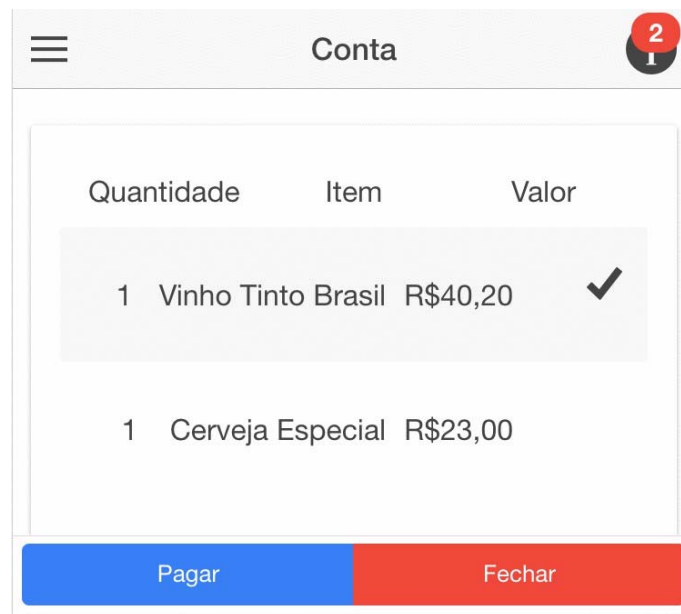 Conta
2
Quantidade Item Valor
1 Vinho Tinto Brasil R$40,20
1 Cerveja Especial R$23,00
Pagar Fechar